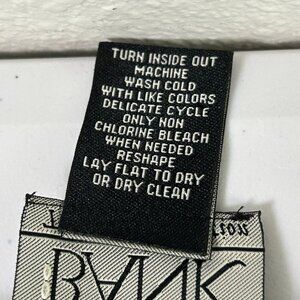 TURN INSIDE OUT
MACHINE
WASH COLD
WITH LIKE COLORS
DELICATE CYCLE
ONLY NON
CHLORINE BLEACH
WHEN NEEDED
RESHAPE
LAY FLAT TO DRY
OR DRY CLEAN